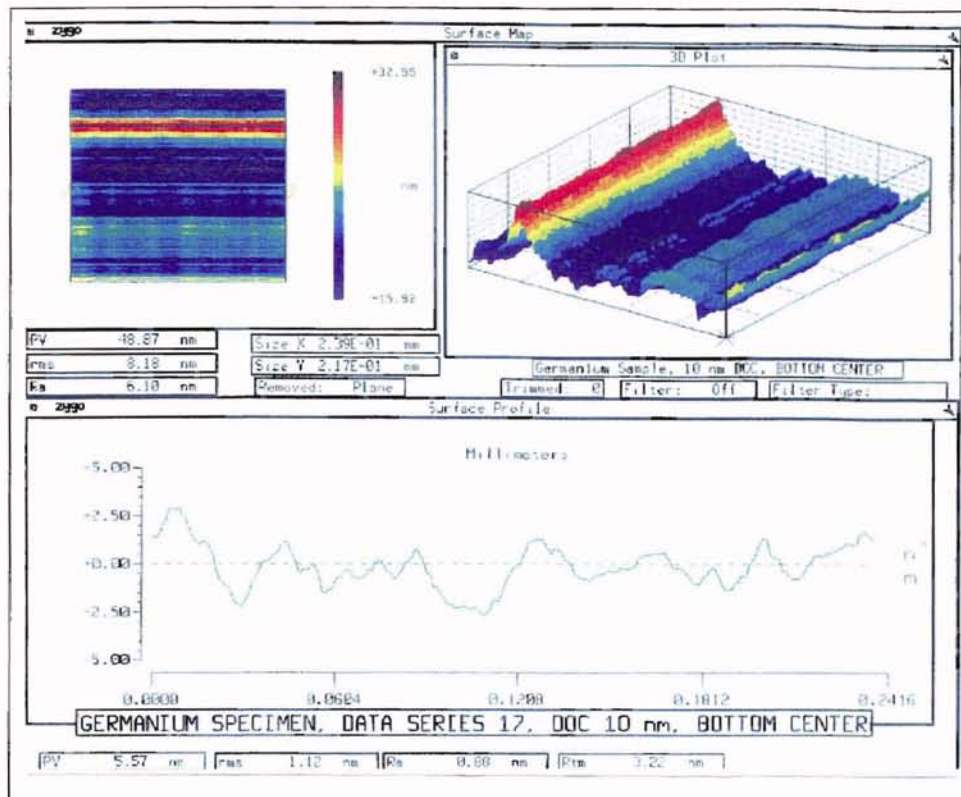 zygo
Surface Map
3D Plot
+32.95
nm
-15.92
PV 48.87 nm
rms 8.18 nm
Ra 6.10 nm
Size X 2.39E-01 nm
Size Y 2.17E-01 nm
Removed: Plane
Germanium Sample, 10 nm DOC, BOTTOM CENTER
Trimmed: 0
Filter: Off
Filter Type:
zygo
Surface Profile
Millimeters
+5.00
+2.50
+0.00
-2.50
-5.00
nm
0.0000 0.0604 0.1208 0.1812 0.2416
GERMANIUM SPECIMEN, DATA SERIES 17, DOC 10 nm, BOTTOM CENTER
PV 5.57 nm
rms 1.12 nm
Ra 0.88 nm
Rtm 3.22 nm